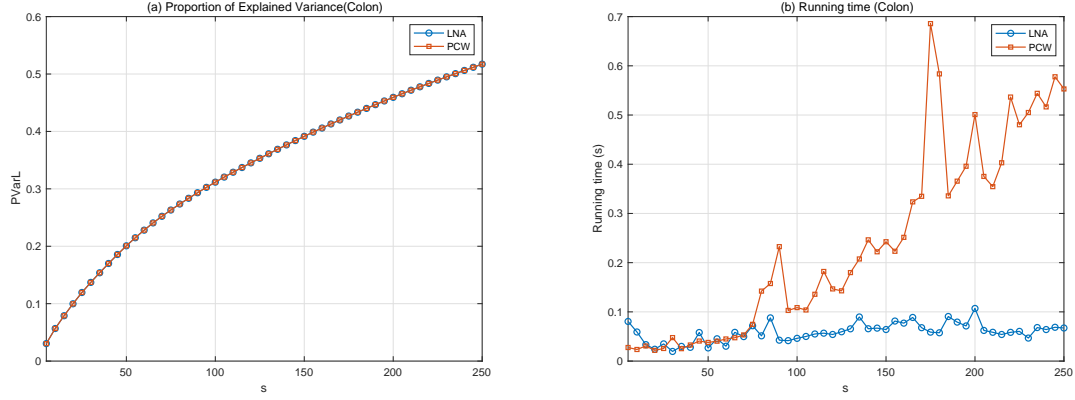 (a) Proportion of Explained Variance(Colon)
LNA
PCW
0.6
0.5
0.4
0.3
0.2
0.1
0
PVarL
50
100
150
200
250
s
(b) Running time (Colon)
LNA
PCW
0.7
0.6
0.5
0.4
0.3
0.2
0.1
0
Running time (s)
50
100
150
200
250
s